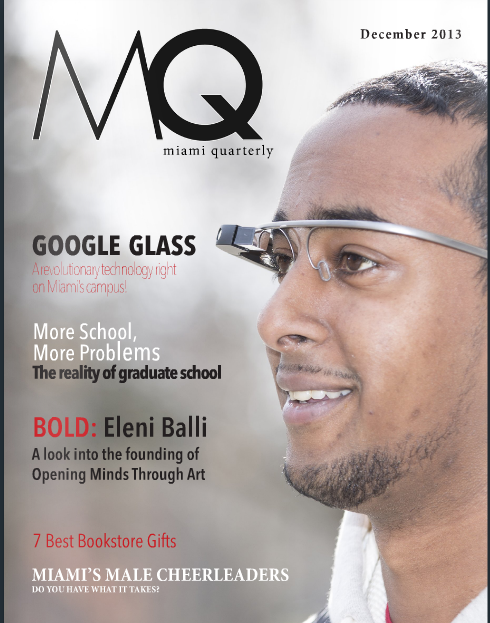 December 2013
MQ
miami quarterly
GOOGLE GLASS
A revolutionary technology right
on Miami's campus!
More School,
More Problems
The reality of graduate school
BOLD: Eleni Balli
A look into the founding of
Opening Minds Through Art
7 Best Bookstore Gifts
MIAMI'S MALE CHEERLEADERS
DO YOU HAVE WHAT IT TAKES?